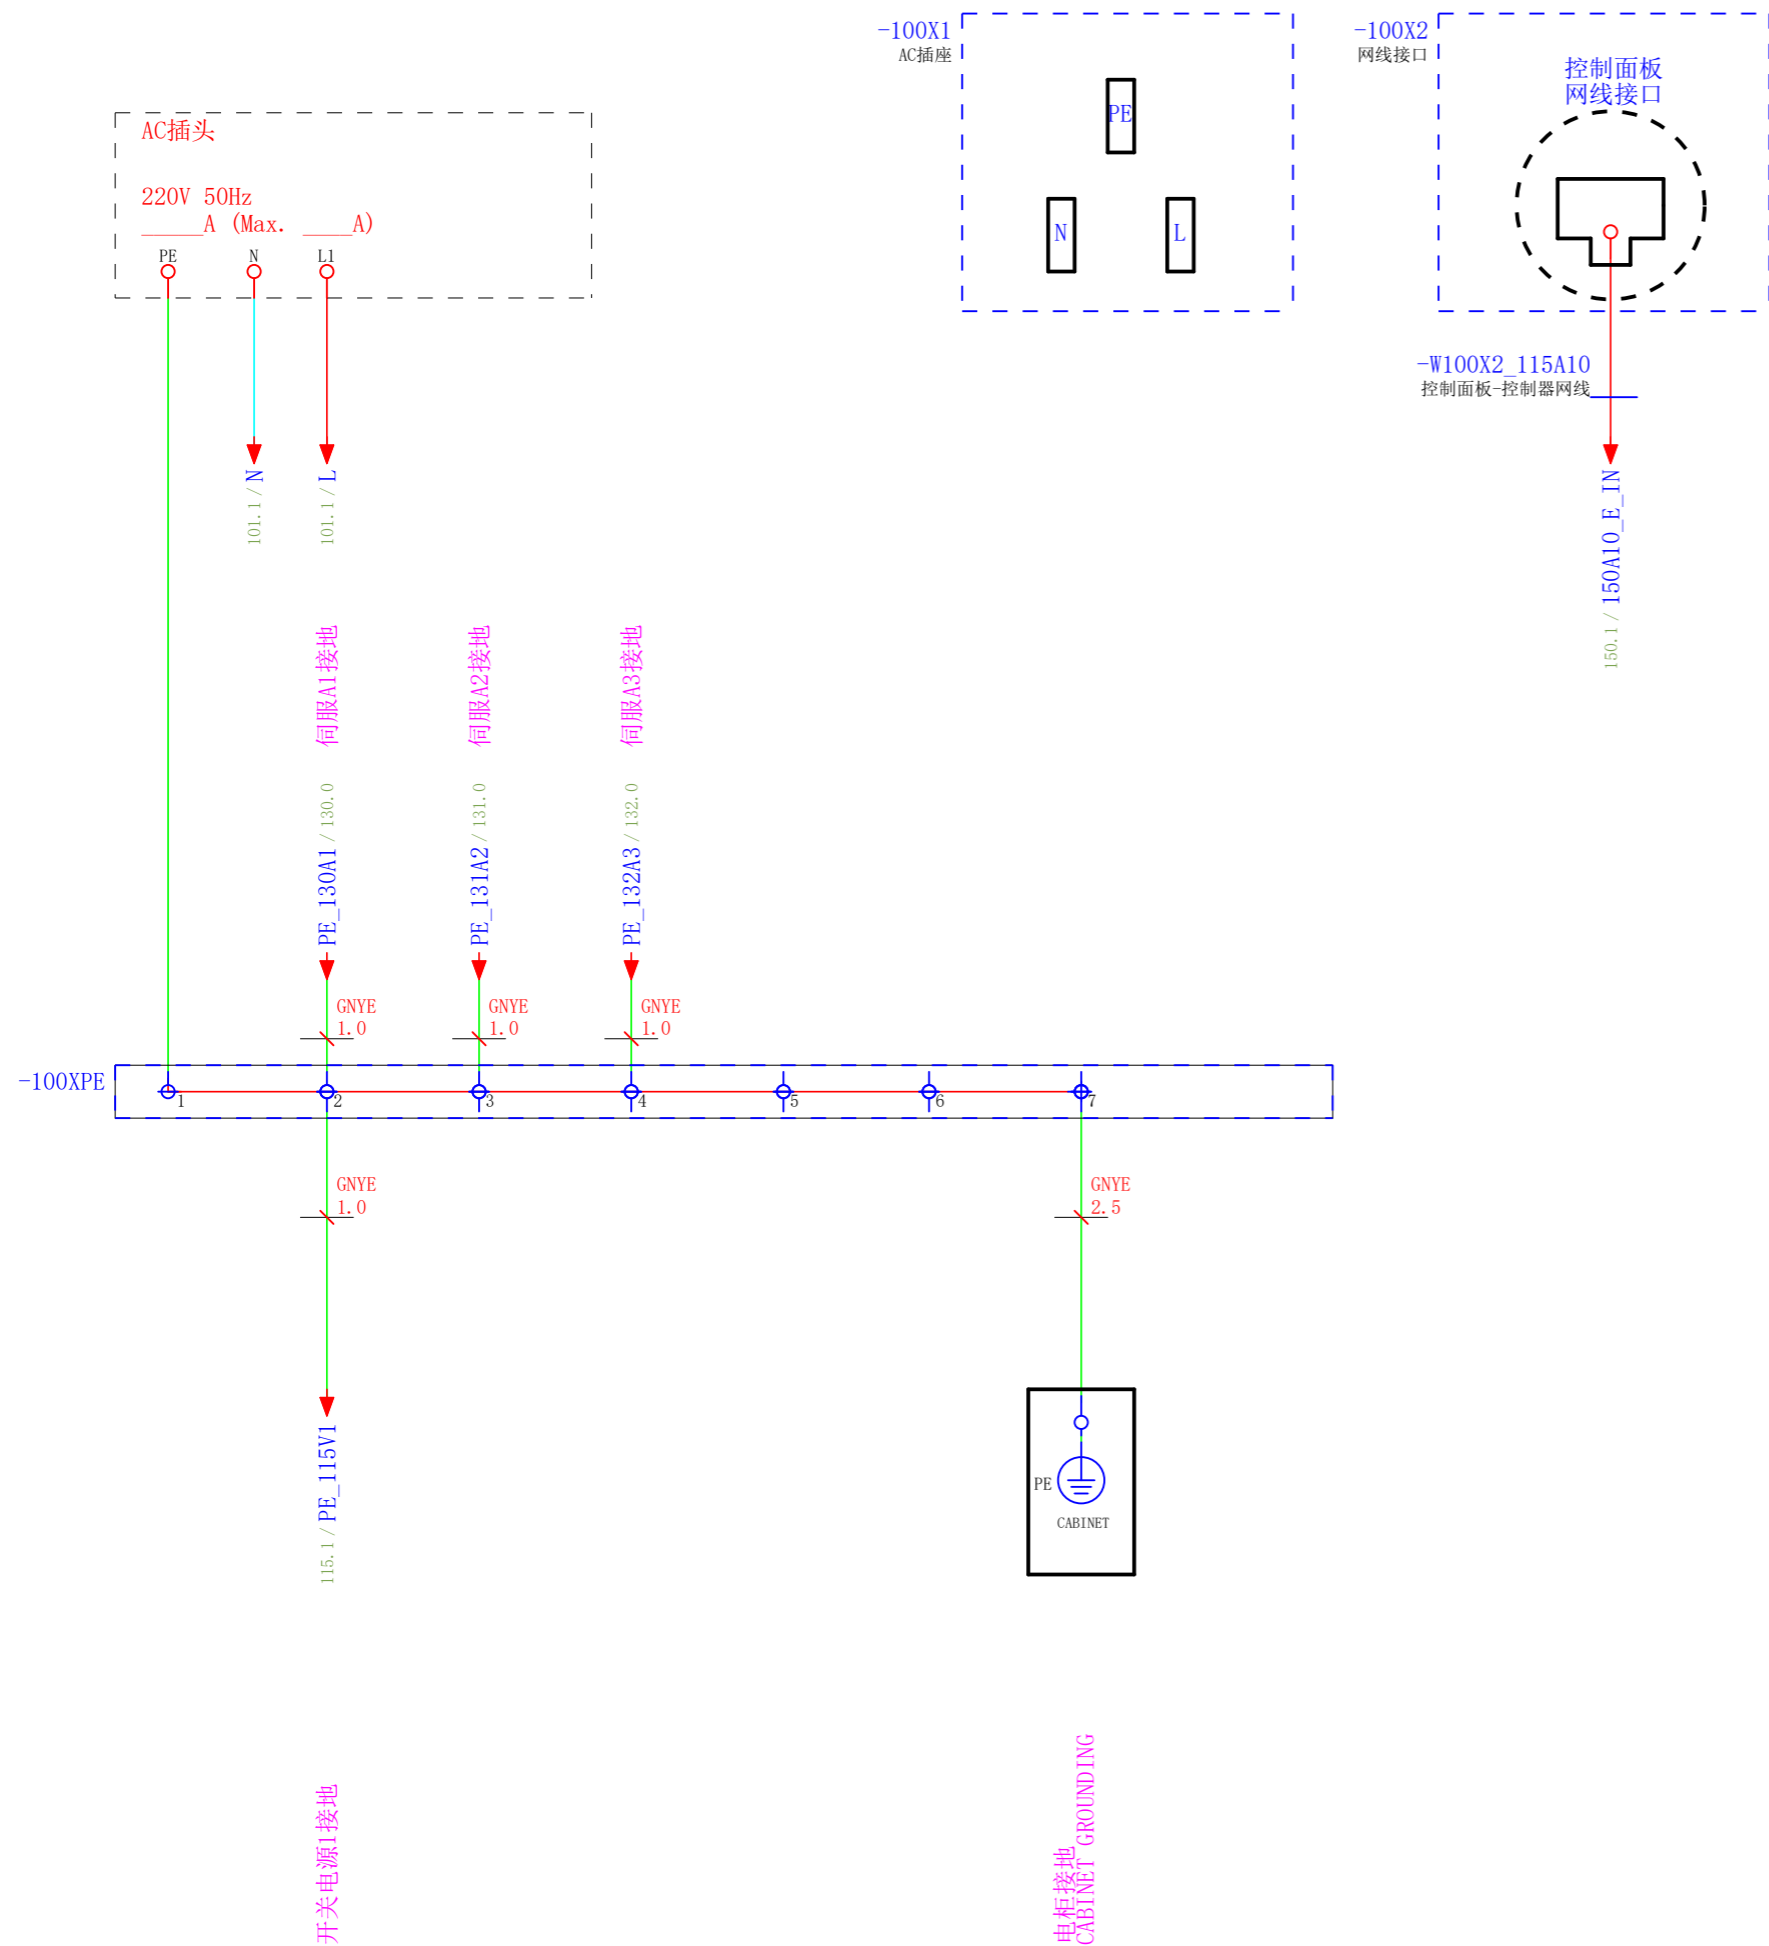 -100X1
AC插座
PE
N
L
-100X2
网线接口
控制面板
网线接口
AC插头
220V 50Hz
_____A (Max. ____A)
PE
N
L1
-W100X2_115A10
控制面板-控制器网线
101.1 / N
101.1 / L
150.1 / 150A10_E_IN
伺服A1接地
伺服A2接地
伺服A3接地
PE_130A1 / 130.0
PE_131A2 / 131.0
PE_132A3 / 132.0
GNYE
1.0
GNYE
1.0
GNYE
1.0
-100XPE
1
2
3
4
5
6
7
GNYE
1.0
GNYE
2.5
115.1 / PE_115V1
PE
CABINET
开关电源1接地
电柜接地
CABINET GROUNDING